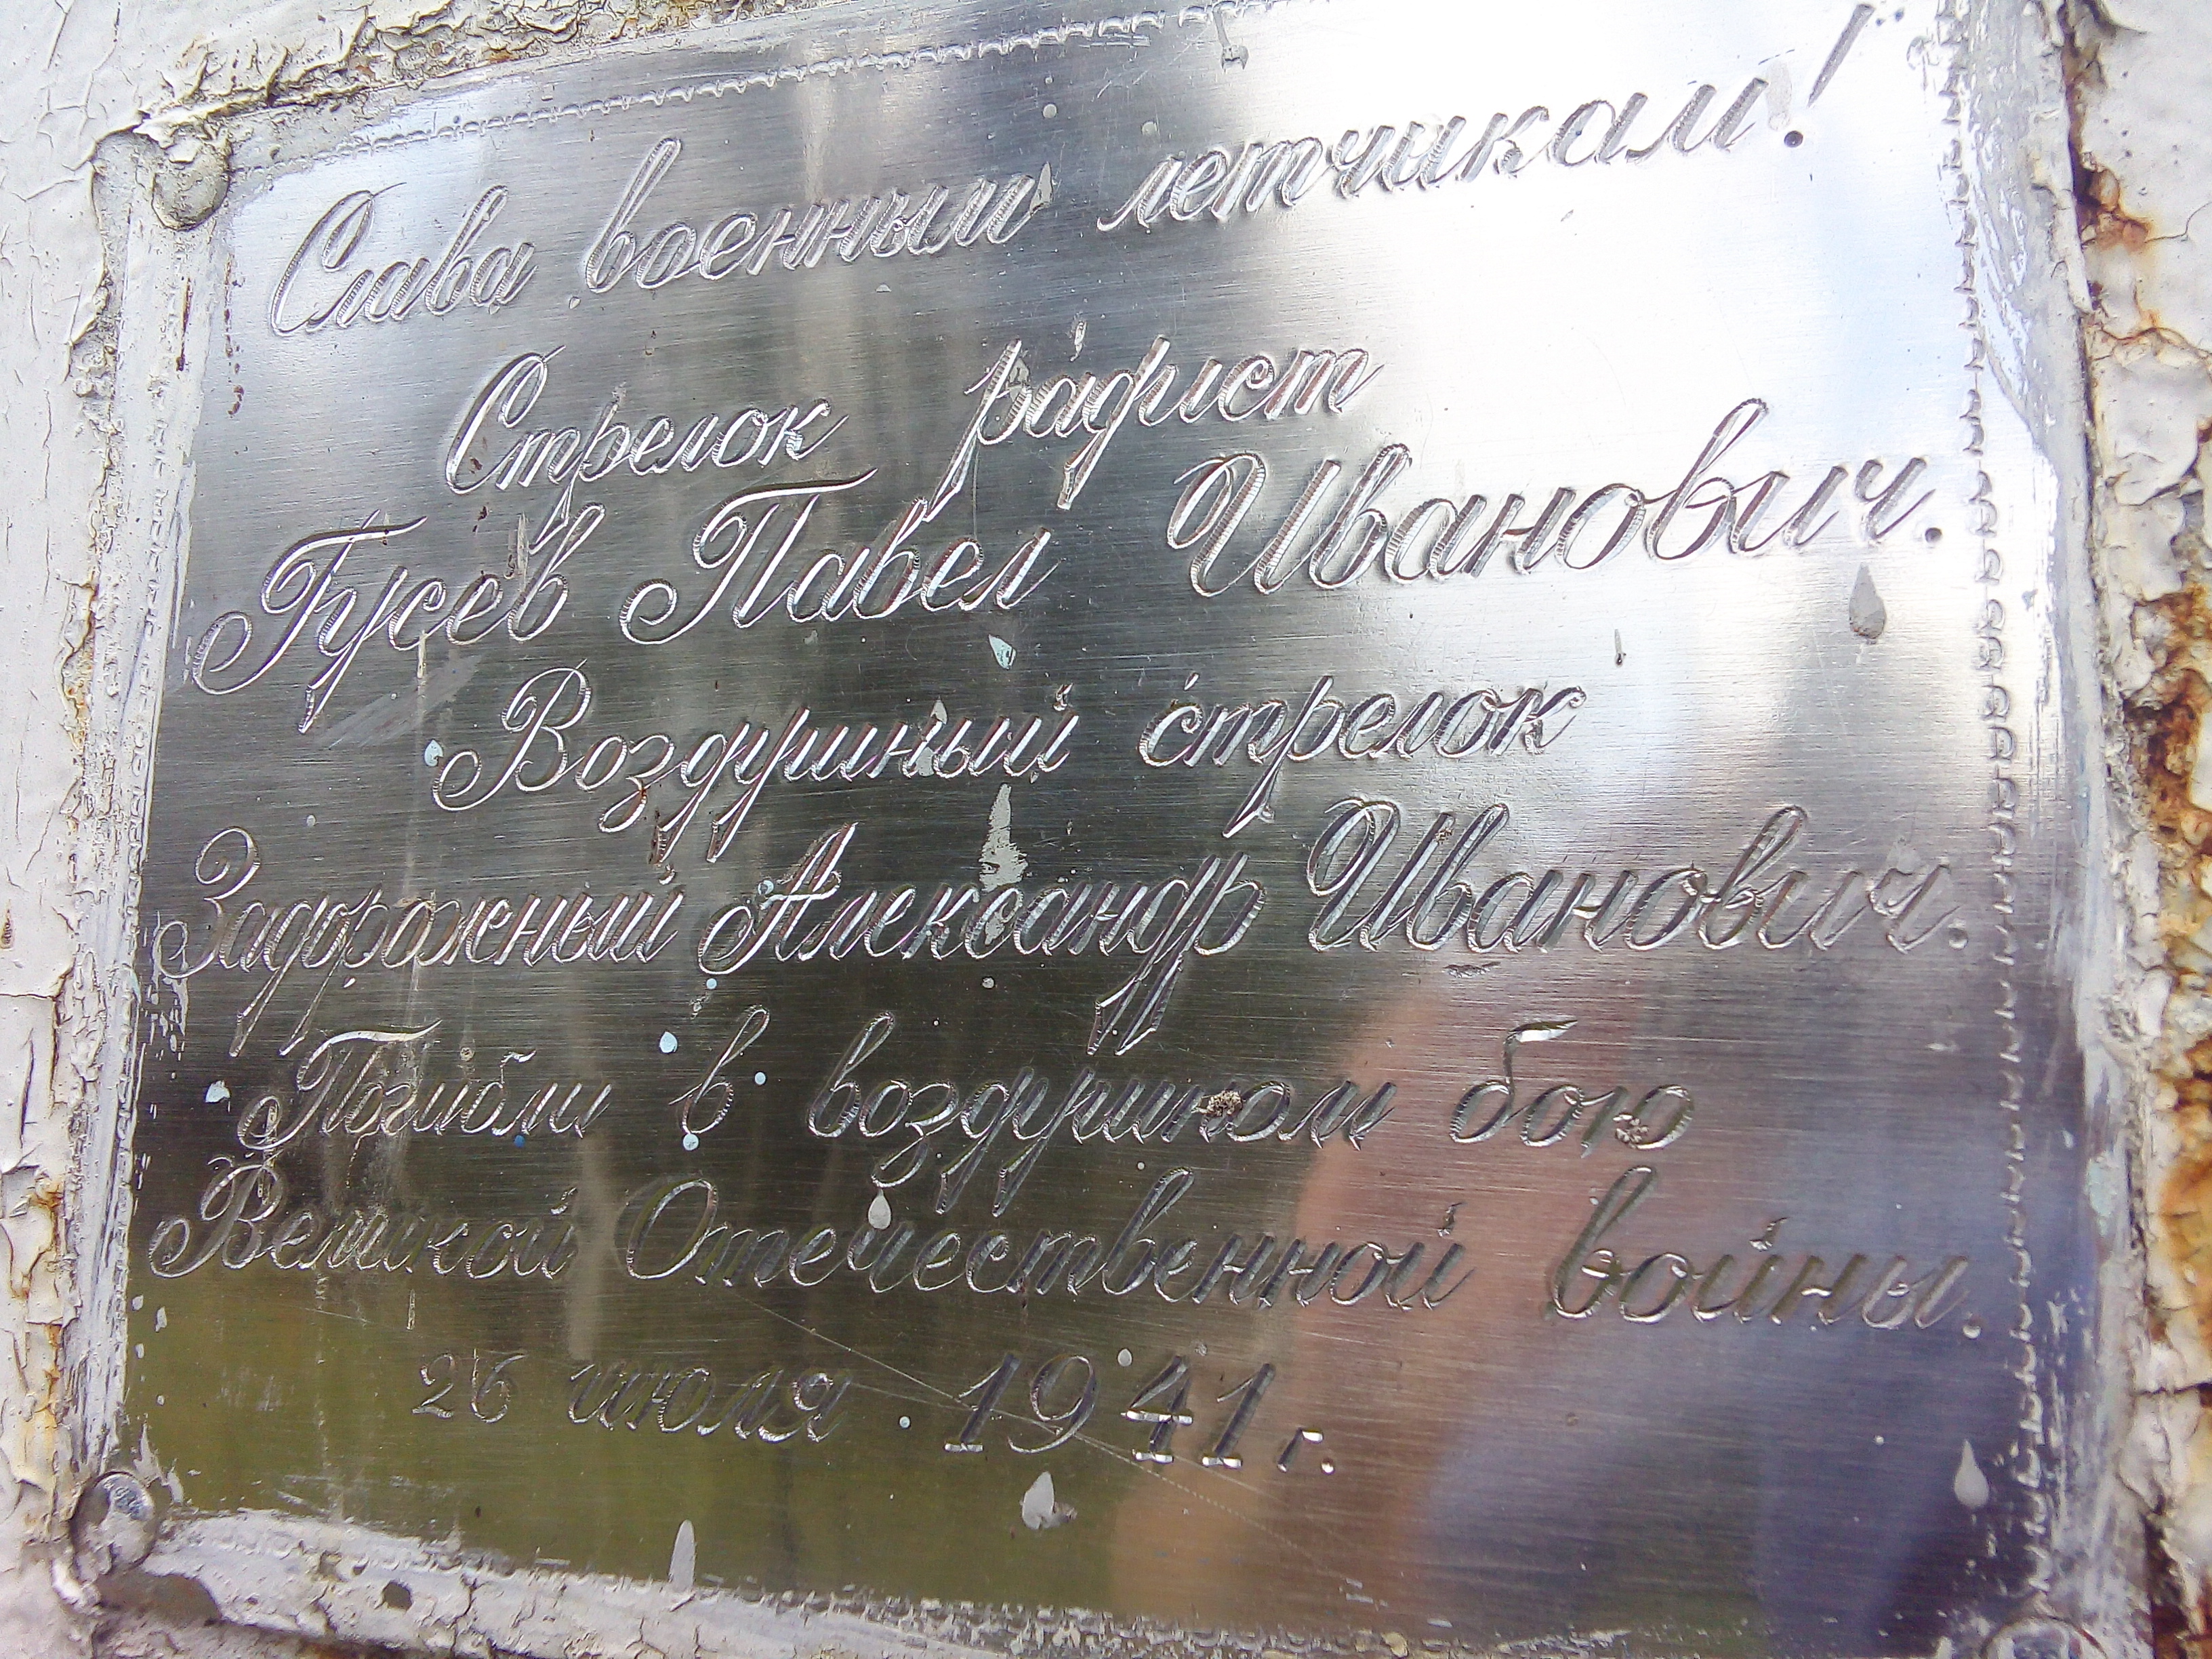 Слава военным летчикам!
Стрелок радист
Гусев Павел Иванович.
Воздушный стрелок
Задорожный Александр Иванович.
Погибли в воздушном бою
Великой Отечественной войны.
26 июля 1941 г.